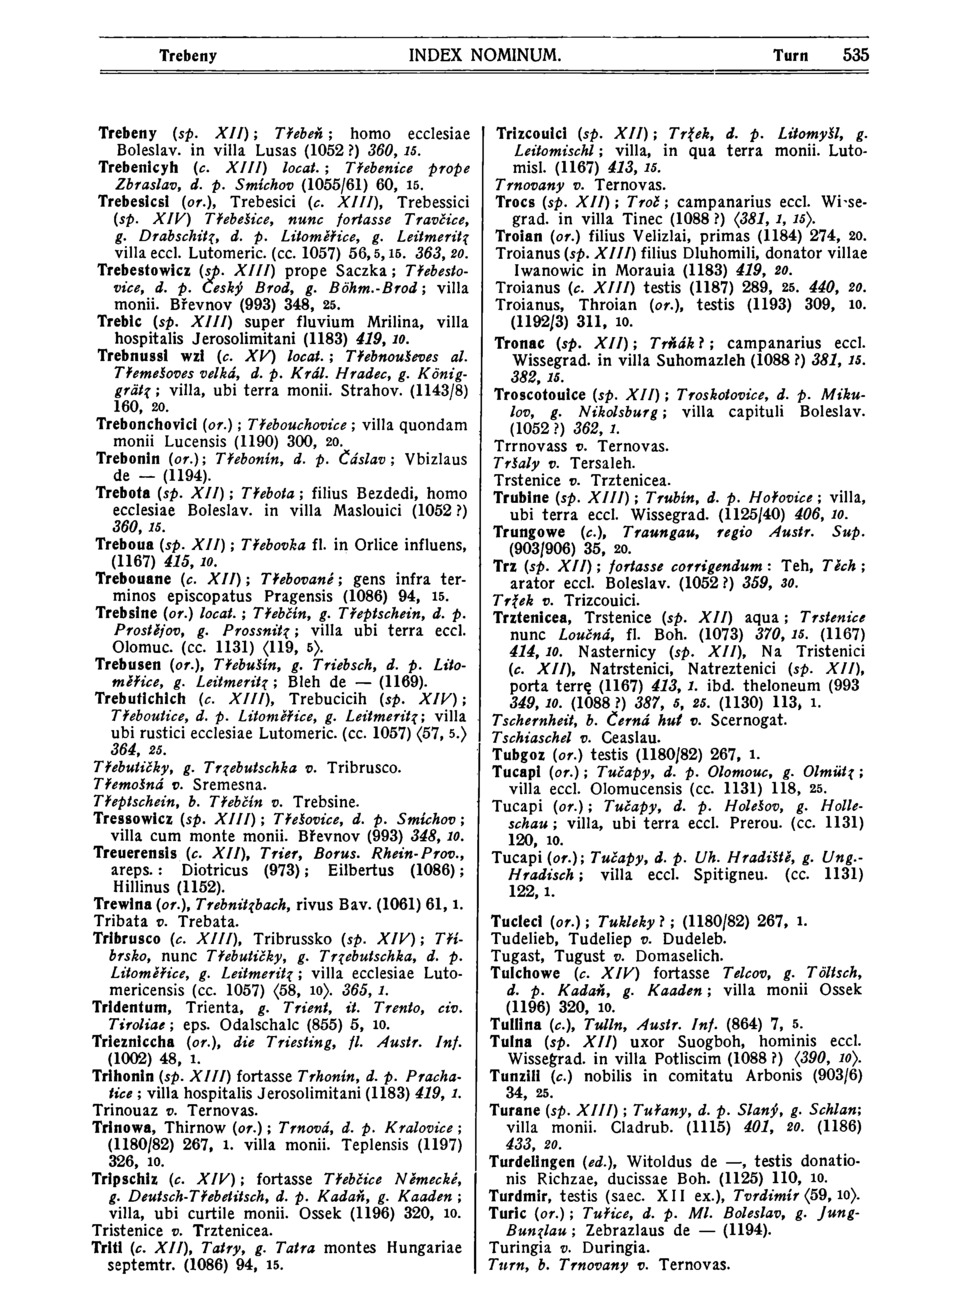 Trebeny INDEX NOMINUM. Turn 535
Trebeny (sp. XII); Třebeň; homo ecclesiae
Boleslav. in villa Lusas (1052 ?) 360, 15.
Trebenicyh (c. XIII) locat.; Třebenice prope
Zbraslav, d. p. Smíchov (1055/61) 60, 15.
Trebesicsi (or.), Trebesici (c. XIII), Trebessici
(sp. XIV) Třebešice, nunc fortasse Travčice,
g. Drabschitz, d. p. Litoměřice, g. Leitmeritz
villa eccl. Lutomeric. (cc. 1057) 56, 5, 15. 363, 20.
Trebestowicz (sp. XIII) prope Saczka; Třebesto-
vice, d. p. Český Brod, g. Böhm.-Brod; villa
monii. Břevnov (993) 348, 25.
Trebic (sp. XIII) super fluvium Mrilina, villa
hospitalis Jerosolimitani (1183) 419, 10.
Trebnussi wzi (c. XV) locat.; Třebnouševes al.
Třemešoves velká, d. p. Král. Hradec, g. König-
grätz; villa, ubi terra monii. Strahov. (1143/8)
160, 20.
Trebonchovici (or.); Třebouchovice; villa quondam
monii Lucensis (1190) 300, 20.
Trebonin (or.); Třebonín, d. p. Čáslav; Vbizlaus
de — (1194).
Trebota (sp. XII); Třebota; filius Bezdedi, homo
ecclesiae Boleslav. in villa Maslouici (1052 ?)
360, 15.
Treboua (sp. XII); Třebovka fl. in Orlice influens,
(1167) 415, 10.
Trebouane (c. XII); Třebované; gens infra ter-
minos episcopatus Pragensis (1086) 94, 15.
Trebsine (or.) locat.; Třebčín, g. Třeptschein, d. p.
Prostějov, g. Prossnitz; villa ubi terra eccl.
Olomuc. (cc. 1131) ⟨119, 5⟩.
Trebusen (or.), Třebušín, g. Triebsch, d. p. Lito-
měřice, g. Leitmeritz; Bleh de — (1169).
Trebutichich (c. XIII), Trebucicih (sp. XIV);
Třeboutice, d. p. Litoměřice, g. Leitmeritz; villa
ubi rustici ecclesiae Lutomeric. (cc. 1057) ⟨57, 5.⟩
364, 25.
Třebutičky, g. Trzebutschka v. Tribrusco.
Třemošná v. Sremesna.
Třeptschein, b. Třebčín v. Trebsine.
Tressowicz (sp. XIII); Třešovice, d. p. Smíchov;
villa cum monte monii. Břevnov (993) 348, 10.
Treuerensis (c. XII), Trier, Borus. Rhein-Prov.,
areps.: Diotricus (973); Eilbertus (1086);
Hillinus (1152).
Trewina (or.), Trebnitzbach, rivus Bav. (1061) 61, 1.
Tribata v. Trebata.
Tribrusco (c. XIII), Tribrussko (sp. XIV); Tři-
brsko, nunc Třebutičky, g. Trzebutschka, d. p.
Litoměřice, g. Leitmeritz; villa ecclesiae Luto-
mericensis (cc. 1057) ⟨58, 10⟩. 365, 1.
Tridentum, Trienta, g. Trient, it. Trento, civ.
Tiroliae; eps. Odalschalc (855) 5, 10.
Triezniccha (or.), die Triesting, fl. Austr. Inf.
(1002) 48, 1.
Trihonin (sp. XIII) fortasse Trhonín, d. p. Pracha-
tice; villa hospitalis Jerosolimitani (1183) 419, 1.
Trinouaz v. Ternovas.
Trinowa, Thirnow (or.); Trnová, d. p. Kralovice;
(1180/82) 267, 1. villa monii. Teplensis (1197)
326, 10.
Tripschiz (c. XIV); fortasse Třebčice Německé,
g. Deutsch-Třebetitsch, d. p. Kadaň, g. Kaaden;
villa, ubi curtile monii. Ossek (1196) 320, 10.
Tristenice v. Trztenicea.
Triti (c. XII), Tatry, g. Tatra montes Hungariae
septemtr. (1086) 94, 15.
Trizcouici (sp. XII); Tržek, d. p. Litomyšl, g.
Leitomischl; villa, in qua terra monii. Luto-
misl. (1167) 413, 15.
Trnovany v. Ternovas.
Trocs (sp. XII); Troč; campanarius eccl. Wi·se-
grad. in villa Tinec (1088 ?) ⟨381, 1, 15⟩.
Troian (or.) filius Velizlai, primas (1184) 274, 20.
Troianus (sp. XIII) filius Dluhomili, donator villae
Iwanowic in Morauia (1183) 419, 20.
Troianus (c. XIII) testis (1187) 289, 25. 440, 20.
Troianus, Throian (or.), testis (1193) 309, 10.
(1192/3) 311, 10.
Tronac (sp. XII); Trňák?; campanarius eccl.
Wissegrad. in villa Suhomazleh (1088 ?) 381, 15.
382, 15.
Troscotouice (sp. XII); Troskotovice, d. p. Miku-
lov, g. Nikolsburg; villa capituli Boleslav.
(1052 ?) 362, 1.
Trrnovass v. Ternovas.
Tršaly v. Tersaleh.
Trstenice v. Trztenicea.
Trubine (sp. XIII); Trubín, d. p. Hořovice; villa,
ubi terra eccl. Wissegrad. (1125/40) 406, 10.
Trungowe (c.), Traungau, regio Austr. Sup.
(903/906) 35, 20.
Trz (sp. XII); fortasse corrigendum: Teh, Těch;
arator eccl. Boleslav. (1052 ?) 359, 30.
Tržek v. Trizcouici.
Trztenicea, Trstenice (sp. XII) aqua; Trstenice
nunc Loučná, fl. Boh. (1073) 370, 15. (1167)
414, 10. Nasternicy (sp. XII), Na Tristenici
(c. XII), Natrstenici, Natreztenici (sp. XII),
porta terrę (1167) 413, 1. ibd. theloneum (993
349, 10. (1088 ?) 387, 5, 25. (1130) 113, 1.
Tschernheit, b. Černá huť v. Scernogat.
Tschiaschel v. Ceaslau.
Tubgoz (or.) testis (1180/82) 267, 1.
Tucapi (or.); Tučapy, d. p. Olomouc, g. Olmütz;
villa eccl. Olomucensis (cc. 1131) 118, 25.
Tucapi (or.); Tučapy, d. p. Holešov, g. Holle-
schau; villa, ubi terra eccl. Prerou. (cc. 1131)
120, 10.
Tucapi (or.); Tučapy, d. p. Uh. Hradiště, g. Ung.-
Hradisch; villa eccl. Spitigneu. (cc. 1131)
122, 1.
Tucleci (or.); Tukleky?; (1180/82) 267, 1.
Tudelieb, Tudeliep v. Dudeleb.
Tugast, Tugust v. Domaselich.
Tulchowe (c. XIV) fortasse Telcov, g. Töltsch,
d. p. Kadaň, g. Kaaden; villa monii Ossek
(1196) 320, 10.
Tullina (c.), Tulln, Austr. Inf. (864) 7, 5.
Tulna (sp. XII) uxor Suogboh, hominis eccl.
Wissegrad. in villa Potliscim (1088 ?) ⟨390, 10⟩.
Tunzili (c.) nobilis in comitatu Arbonis (903/6)
34, 25.
Turane (sp. XIII); Tuřany, d. p. Slaný, g. Schlan;
villa monii. Cladrub. (1115) 401, 20. (1186)
433, 20.
Turdelingen (ed.), Witoldus de —, testis donatio-
nis Richzae, ducissae Boh. (1125) 110, 10.
Turdmir, testis (saec. XII ex.), Tvrdimír ⟨59, 10⟩.
Turic (or.); Tuřice, d. p. Ml. Boleslav, g. Jung-
Bunzlau; Zebrazlaus de — (1194).
Turingia v. Duringia.
Turn, b. Trnovany v. Ternovas.